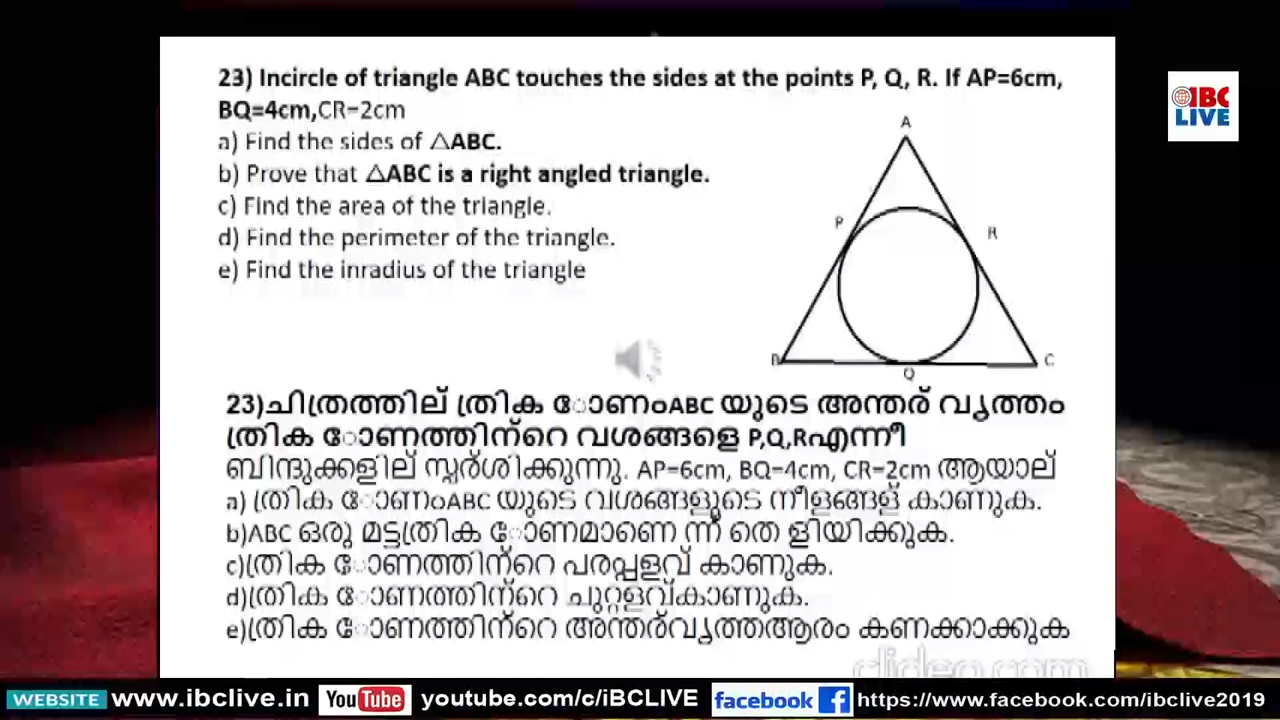 23) Incircle of triangle ABC touches the sides at the points P, Q, R. If AP=6cm,
BQ=4cm,CR=2cm
a) Find the sides of △ABC.
b) Prove that △ABC is a right angled triangle.
c) Find the area of the triangle.
d) Find the perimeter of the triangle.
e) Find the inradius of the triangle
A
P
R
B
C
Q
IBC
LIVE
23)ചിത്രത്തില് ത്രിക ോണംABC യുടെ അന്തര് വൃത്തം
ത്രിക ോണത്തിന്റെ വശങ്ങളെ P,Q,Rഎന്നീ
ബിന്ദുക്കളില് സ്പര്ശിക്കുന്നു. AP=6cm, BQ=4cm, CR=2cm ആയാല്
a) ത്രിക ോണംABC യുടെ വശങ്ങളുടെ നീളങ്ങള് കാണുക.
b)ABC ഒരു മട്ടത്രിക ോണമാണെ ന്ന് തെ ളിയിക്കുക.
c)ത്രിക ോണത്തിന്റെ പരപ്പളവ് കാണുക.
d)ത്രിക ോണത്തിന്റെ ചുറ്റളവ്കാണുക.
e)ത്രിക ോണത്തിന്റെ അന്തര്വൃത്തആരം കണക്കാക്കുക
clideo.com
WEBSITE www.ibclive.in YouTube youtube.com/c/iBCLIVE facebook f https://www.facebook.com/ibclive2019